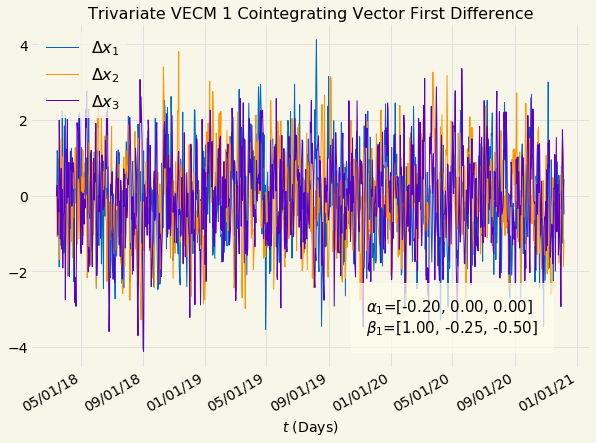 Trivariate VECM 1 Cointegrating Vector First Difference
Δx₁
Δx₂
Δx₃
4
2
0
−2
−4
α₁=[-0.20, 0.00, 0.00]
β₁=[1.00, -0.25, -0.50]
05/01/18 09/01/18 01/01/19 05/01/19 09/01/19 01/01/20 05/01/20 09/01/20 01/01/21
t (Days)